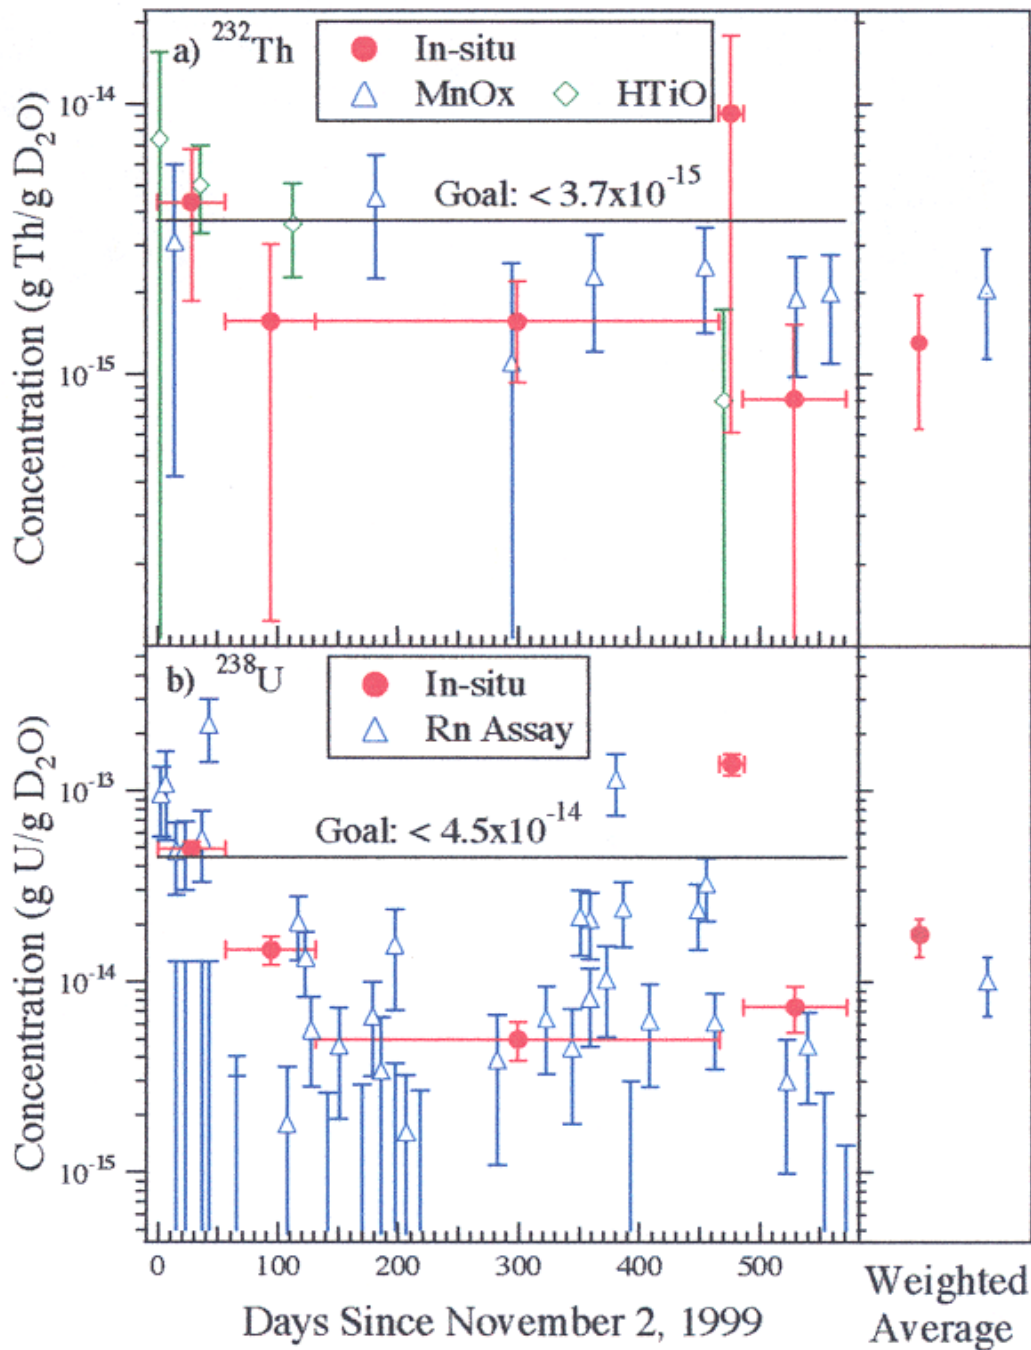 a) ²³²Th
In-situ
MnOx HTiO
10⁻¹⁴
Goal: < 3.7x10⁻¹⁵
10⁻¹⁵
Concentration (g Th/g D₂O)
b) ²³⁸U
In-situ
Rn Assay
10⁻¹³
Goal: < 4.5x10⁻¹⁴
10⁻¹⁴
10⁻¹⁵
Concentration (g U/g D₂O)
0 100 200 300 400 500
Days Since November 2, 1999
Weighted
Average